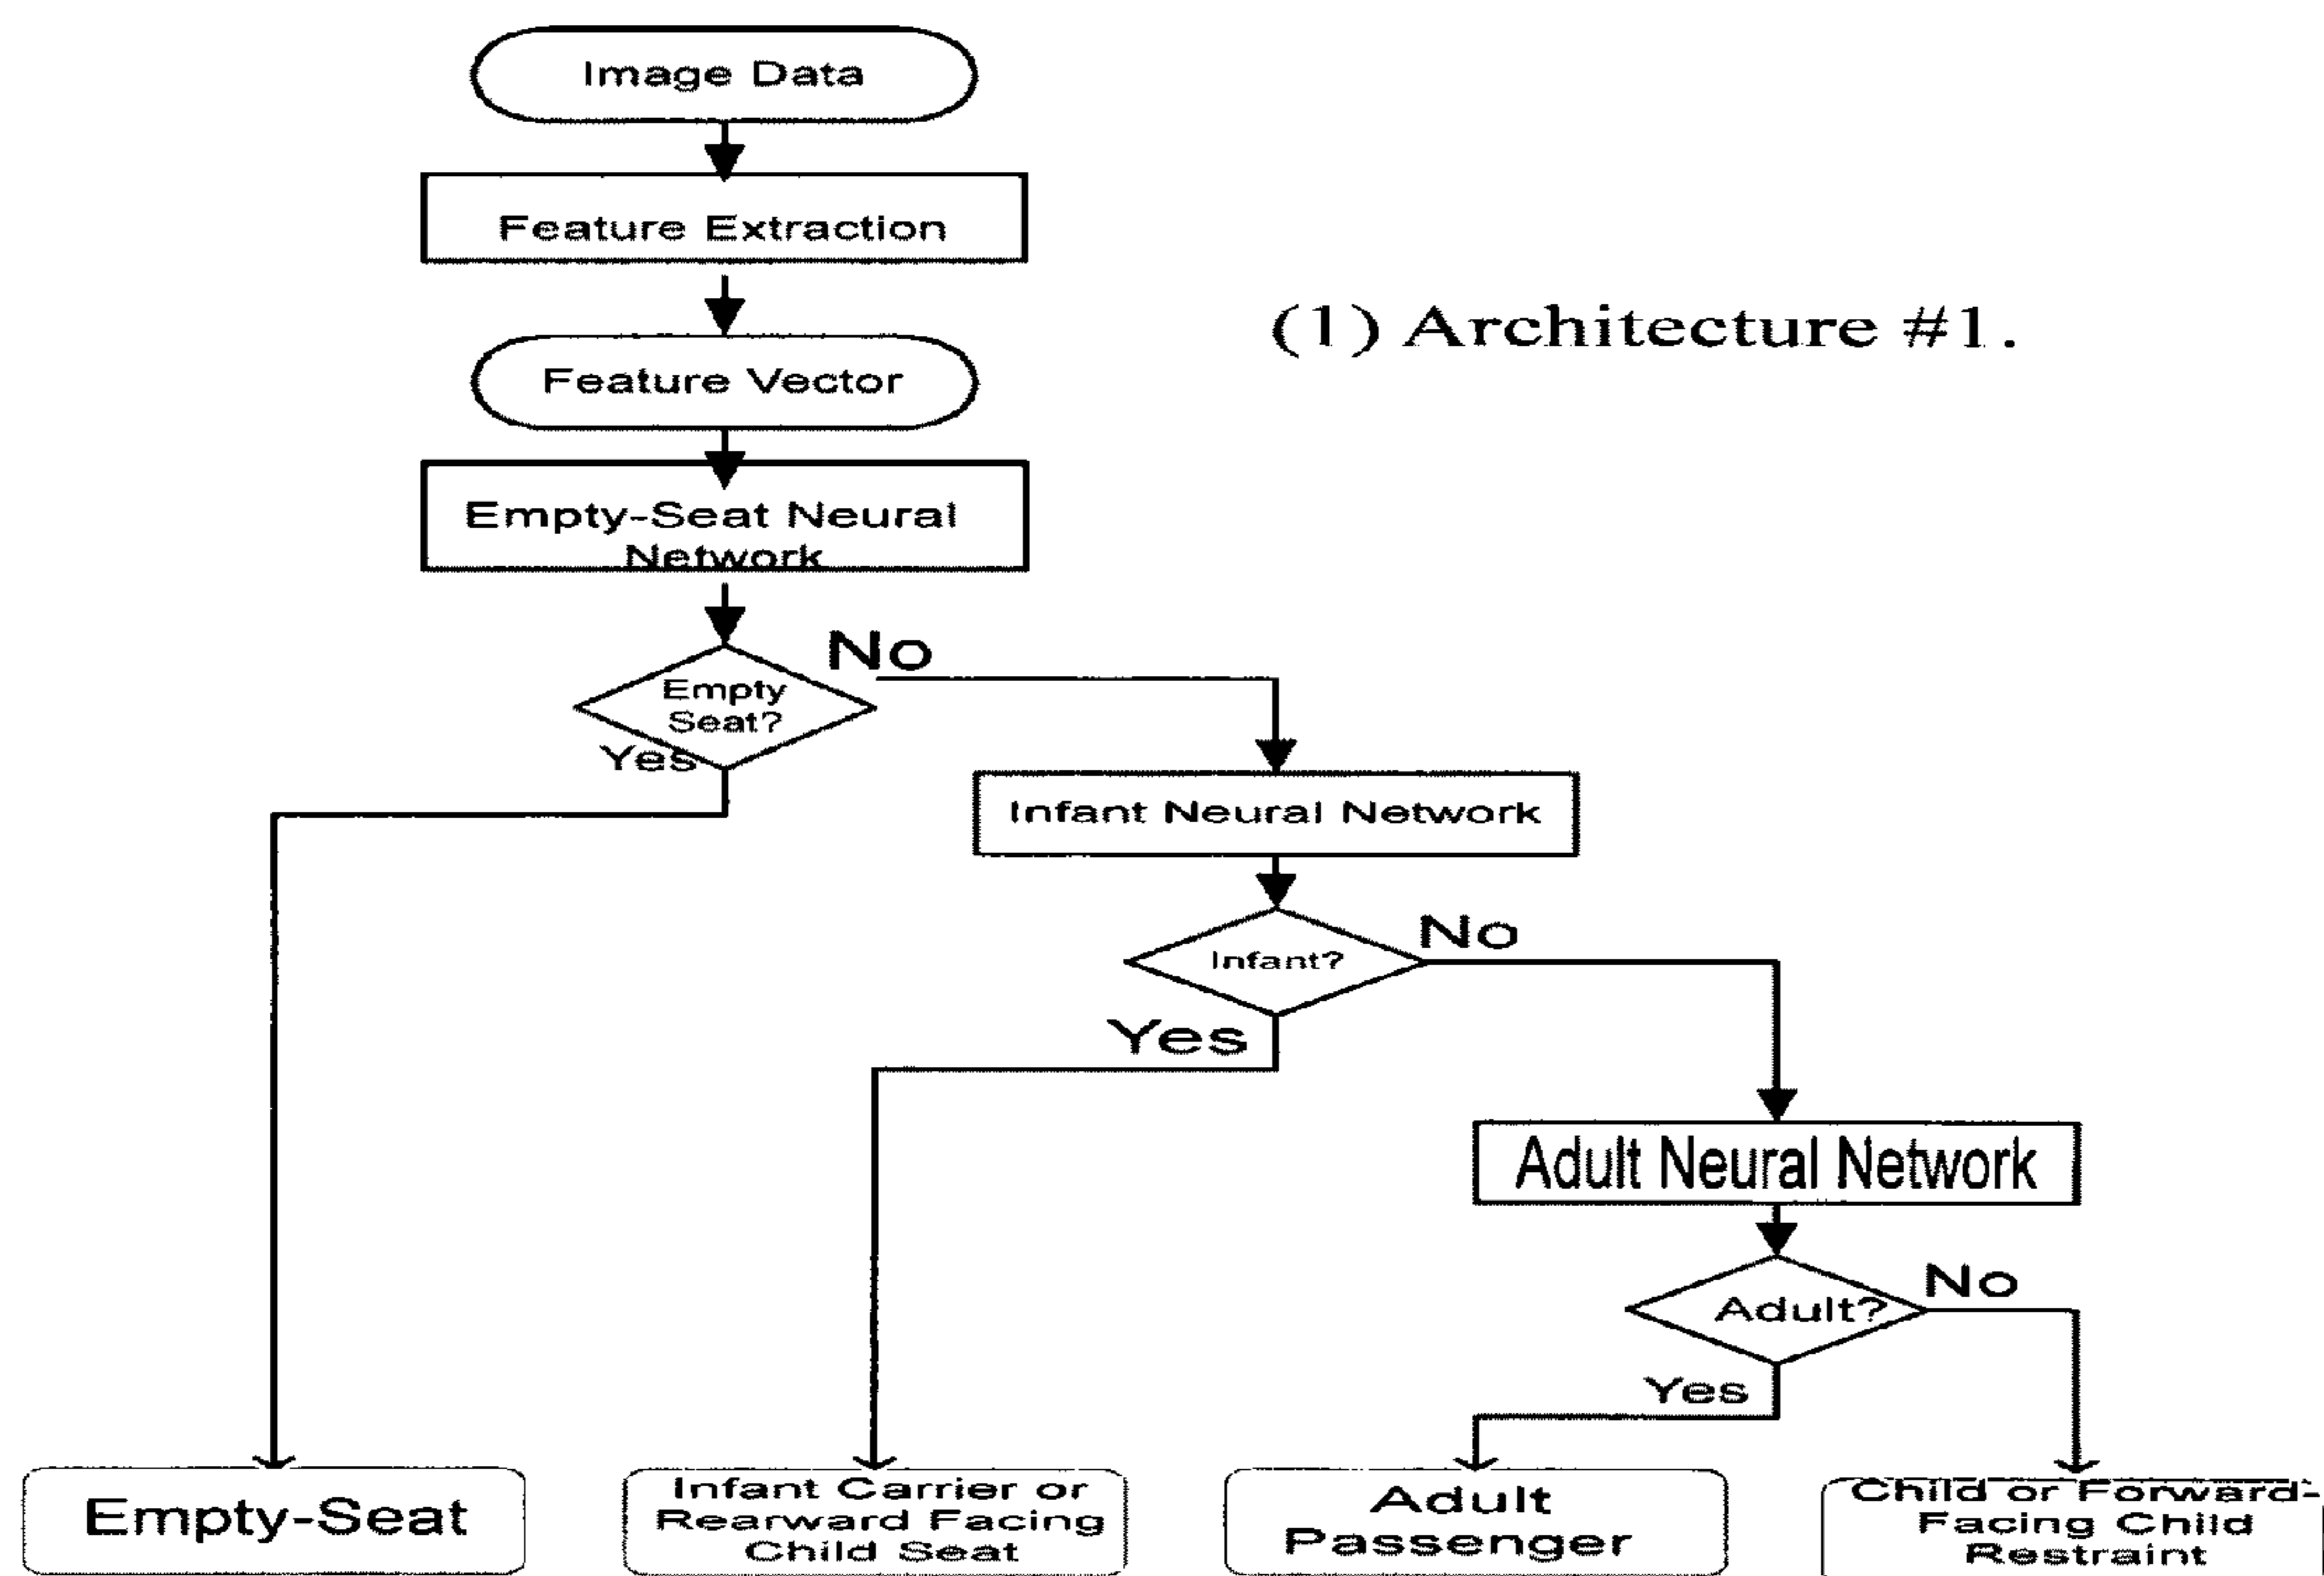 Image Data
Feature Extraction
(1) Architecture #1.
Feature Vector
Empty-Seat Neural
Network
No
Empty
Seat?
Yes
Infant Neural Network
No
Infant?
Yes
Adult Neural Network
No
Adult?
Yes
Empty-Seat
Infant Carrier or
Rearward Facing
Child Seat
Adult
Passenger
Child or Forward-
Facing Child
Restraint